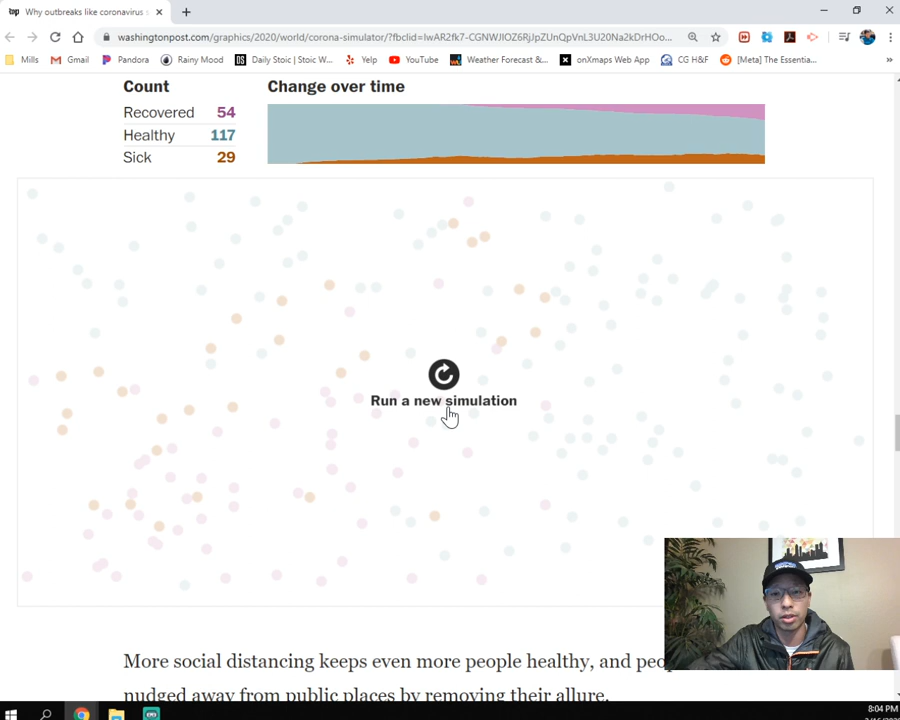 Why outbreaks like coronavirus s
washingtonpost.com/graphics/2020/world/corona-simulator/?fbclid=IwAR2fk7-CGNWJIOZ6RjJpZUnQpVnL3U20Na2kDrHOo...
Mills Gmail Pandora Rainy Mood Daily Stoic | Stoic W... Yelp YouTube Weather Forecast &... onXmaps Web App CG H&F [Meta] The Essentia...
Count Change over time
Recovered 54
Healthy 117
Sick 29
Run a new simulation
More social distancing keeps even more people healthy, and
nudged away from public places by removing their allure.
8:04 PM